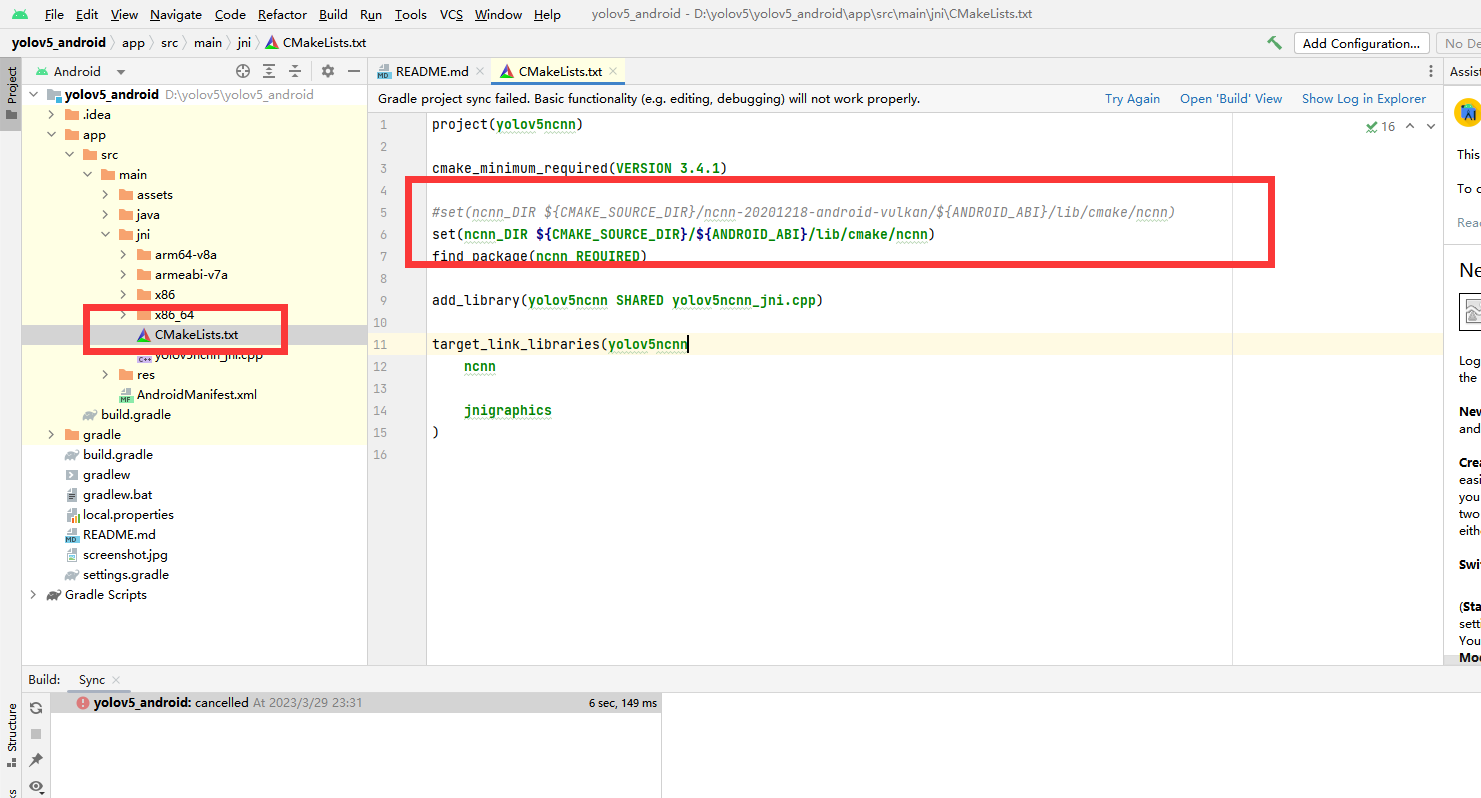 File Edit View Navigate Code Refactor Build Run Tools VCS Window Help yolov5_android - D:\yolov5\yolov5_android\app\src\main\jni\CMakeLists.txt
yolov5_android app src main jni CMakeLists.txt Add Configuration... No De
Project
Android
README.md CMakeLists.txt Assist
yolov5_android D:\yolov5\yolov5_android
.idea
app
src
main
assets
java
jni
arm64-v8a
armeabi-v7a
x86
x86_64
CMakeLists.txt
yolov5ncnn_jni.cpp
res
AndroidManifest.xml
build.gradle
gradle
build.gradle
gradlew
gradlew.bat
local.properties
README.md
screenshot.jpg
settings.gradle
Gradle Scripts
Gradle project sync failed. Basic functionality (e.g. editing, debugging) will not work properly. Try Again Open 'Build' View Show Log in Explorer
16
1 project(yolov5ncnn)
2
3 cmake_minimum_required(VERSION 3.4.1)
4
5 #set(ncnn_DIR ${CMAKE_SOURCE_DIR}/ncnn-20201218-android-vulkan/${ANDROID_ABI}/lib/cmake/ncnn)
6 set(ncnn_DIR ${CMAKE_SOURCE_DIR}/${ANDROID_ABI}/lib/cmake/ncnn)
7 find_package(ncnn REQUIRED)
8
9 add_library(yolov5ncnn SHARED yolov5ncnn_jni.cpp)
10
11 target_link_libraries(yolov5ncnn
12 ncnn
13
14 jnigraphics
15 )
16
This
To c
Read
Ne
Log
the
New
and
Crea
easi
you
two
eithe
Swi
(Sta
setti
You
Mod
Build: Sync
yolov5_android: cancelled At 2023/3/29 23:31 6 sec, 149 ms
Structure